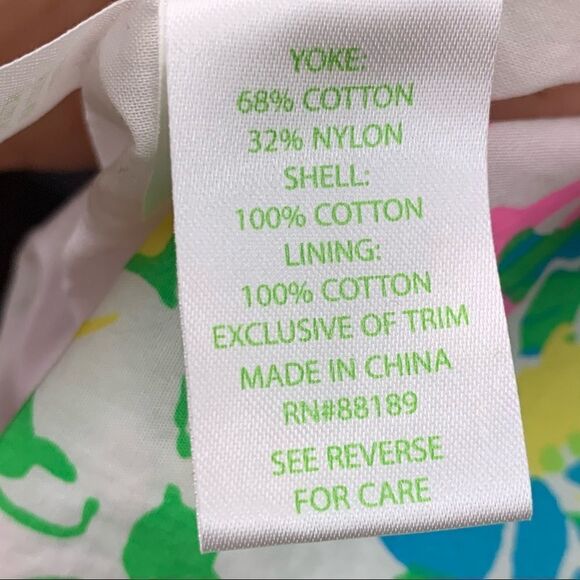 YOKE:
68% COTTON
32% NYLON
SHELL:
100% COTTON
LINING:
100% COTTON
EXCLUSIVE OF TRIM
MADE IN CHINA
RN#88189
SEE REVERSE
FOR CARE